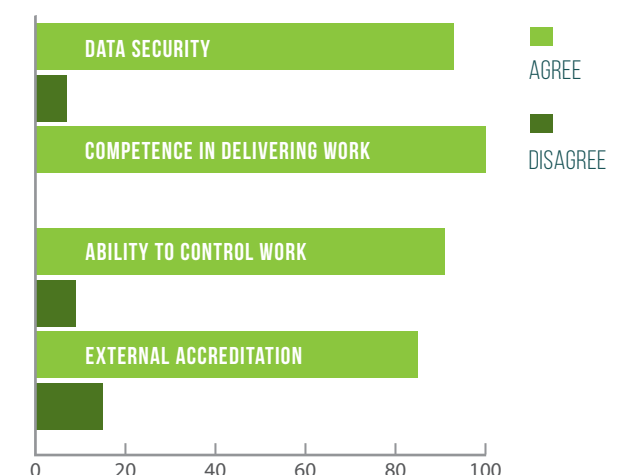 DATA SECURITY
AGREE
COMPETENCE IN DELIVERING WORK
DISAGREE
ABILITY TO CONTROL WORK
EXTERNAL ACCREDITATION
0 20 40 60 80 100